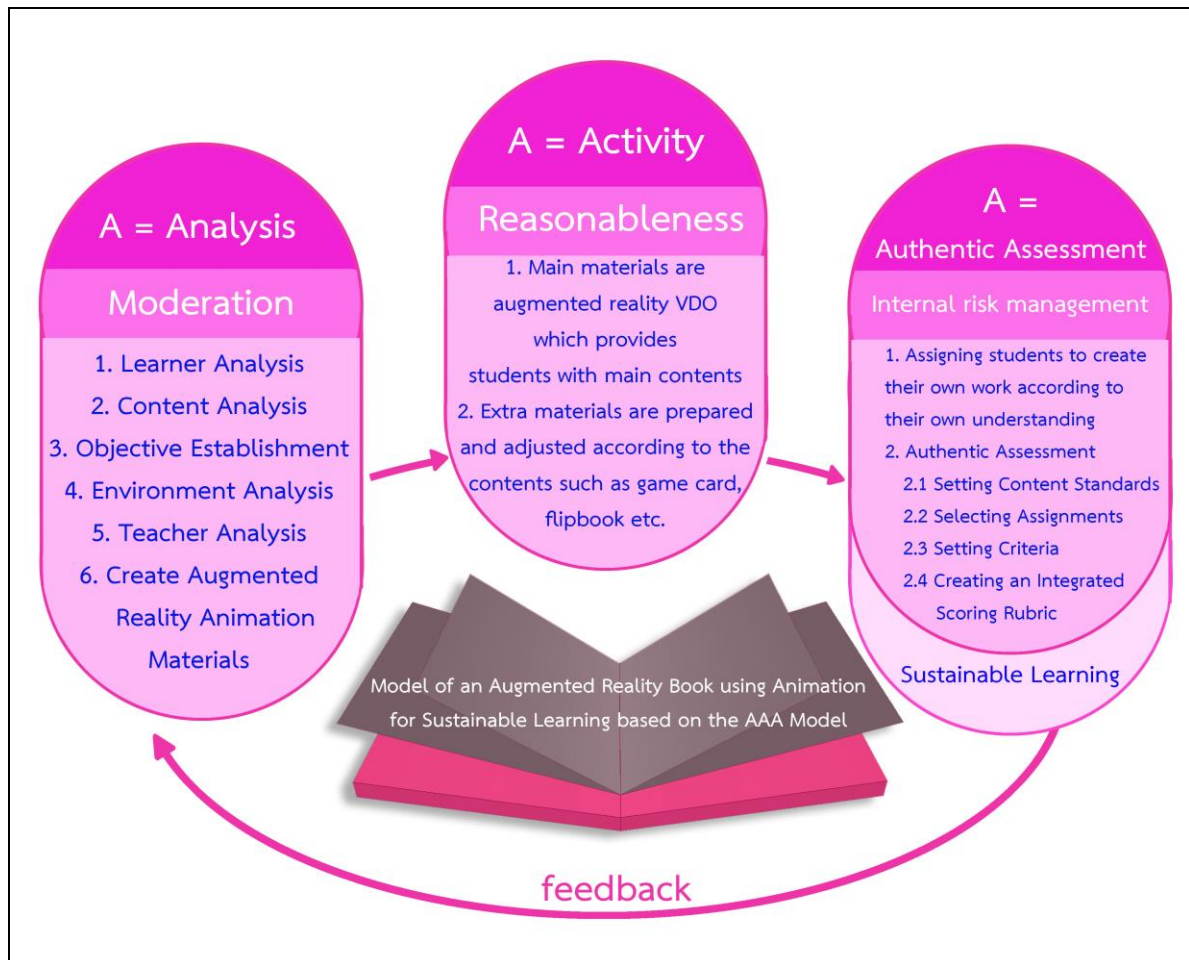 A = Analysis
Moderation
1. Learner Analysis
2. Content Analysis
3. Objective Establishment
4. Environment Analysis
5. Teacher Analysis
6. Create Augmented
Reality Animation
Materials
A = Activity
Reasonableness
1. Main materials are
augmented reality VDO
which provides
students with main contents
2. Extra materials are prepared
and adjusted according to the
contents such as game card,
flipbook etc.
A =
Authentic Assessment
Internal risk management
1. Assigning students to create
their own work according to
their own understanding
2. Authentic Assessment
2.1 Setting Content Standards
2.2 Selecting Assignments
2.3 Setting Criteria
2.4 Creating an Integrated
Scoring Rubric
Sustainable Learning
Model of an Augmented Reality Book using Animation
for Sustainable Learning based on the AAA Model
feedback